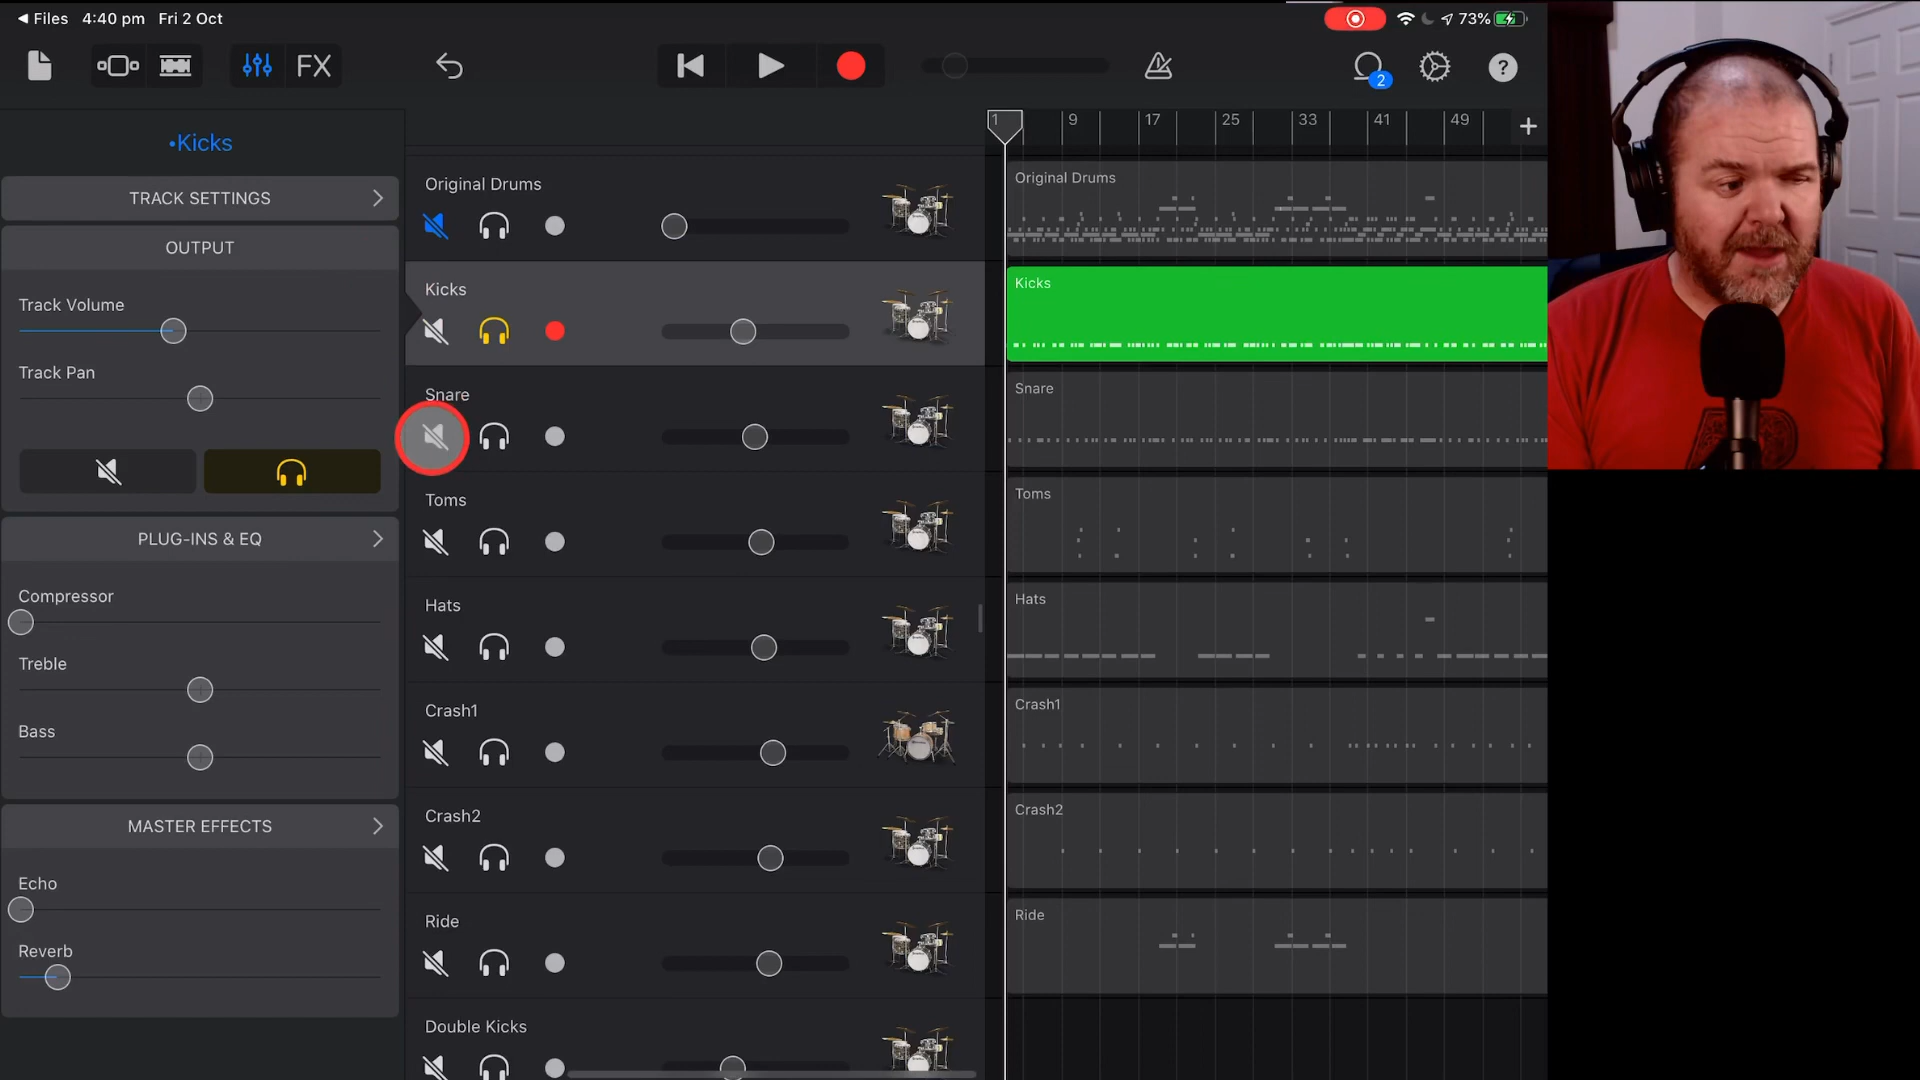 Files 4:40 pm Fri 2 Oct
73%
FX
2
1 9 17 25 33 41 49
•Kicks
TRACK SETTINGS
OUTPUT
Track Volume
Track Pan
PLUG-INS & EQ
Compressor
Treble
Bass
MASTER EFFECTS
Echo
Reverb
Original Drums
Kicks
Snare
Toms
Hats
Crash1
Crash2
Ride
Double Kicks
Original Drums
Kicks
Snare
Toms
Hats
Crash1
Crash2
Ride